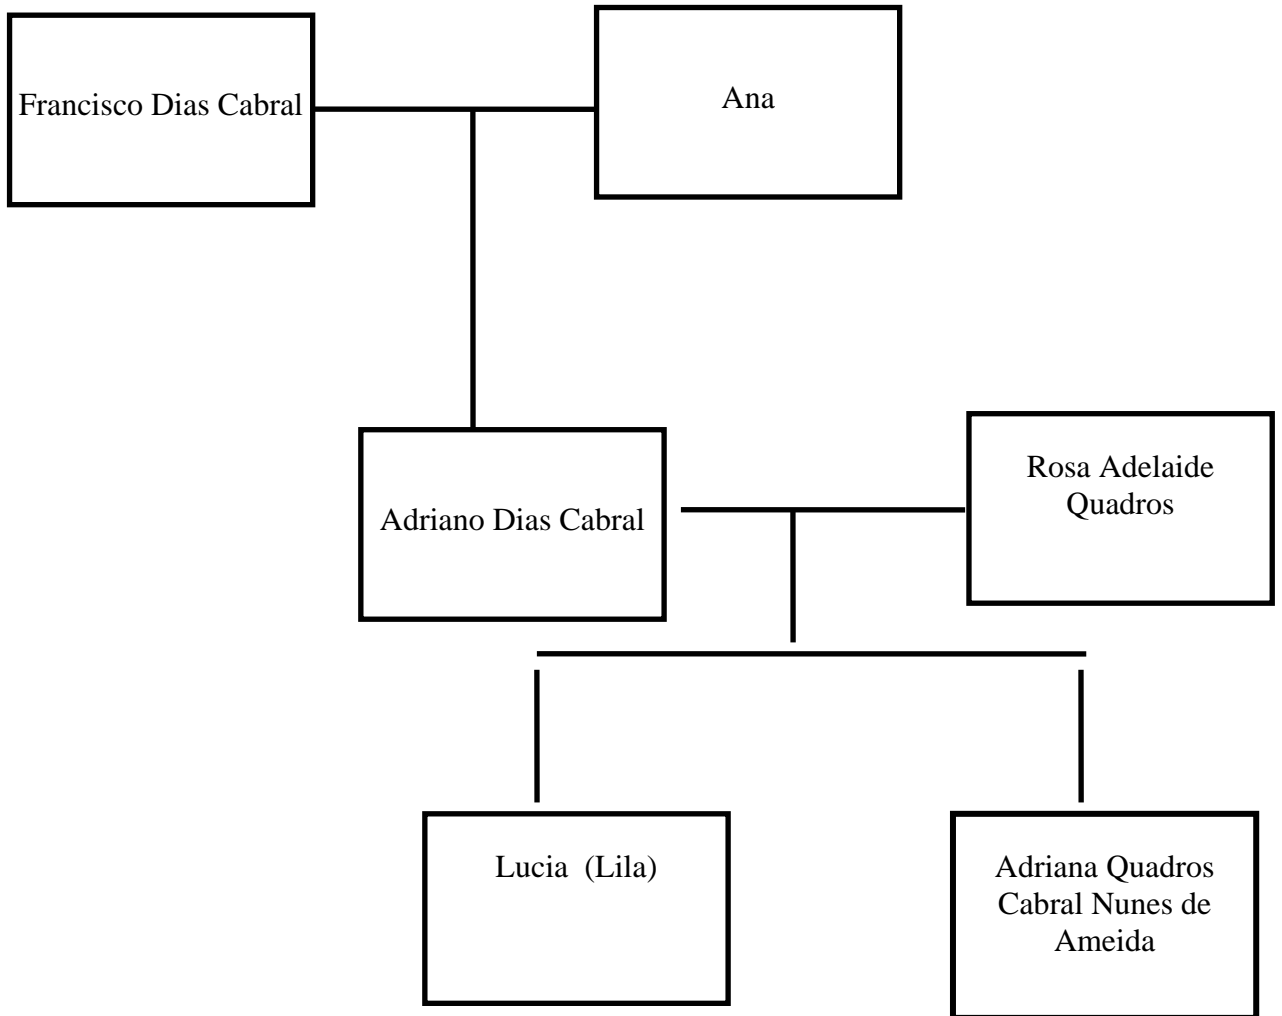 Francisco Dias Cabral
Ana
Adriano Dias Cabral
Rosa Adelaide
Quadros
Lucia  (Lila)
Adriana Quadros
Cabral Nunes de
Ameida